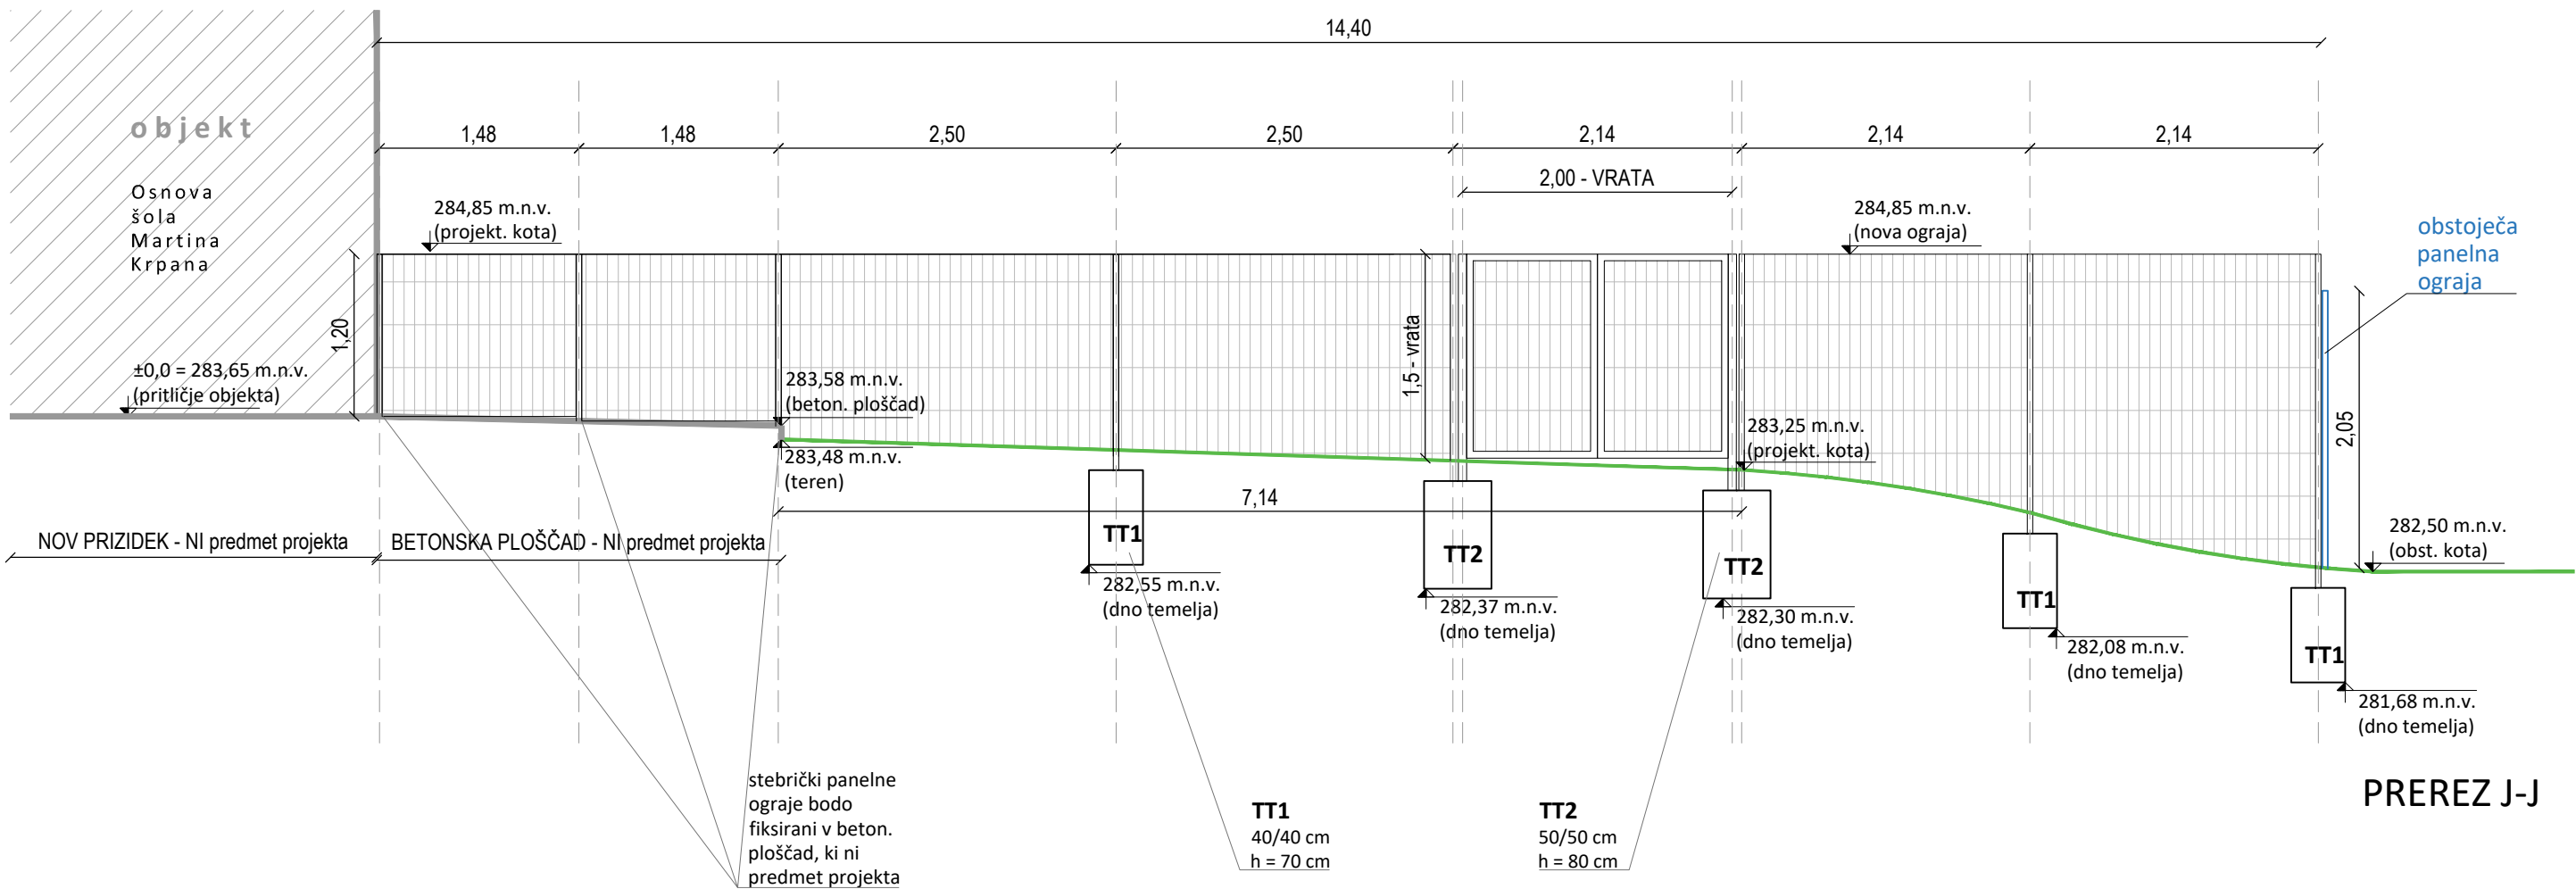 14,40
objekt
1,48
1,48
2,50
2,50
2,14
2,14
2,14
2,00 - VRATA
Osnova
šola
Martina
Krpana
284,85 m.n.v.
(projekt. kota)
284,85 m.n.v.
(nova ograja)
obstoječa
panelna
ograja
1,20
1,5 - vrata
2,05
±0,0 = 283,65 m.n.v.
(pritličje objekta)
283,58 m.n.v.
(beton. ploščad)
283,48 m.n.v.
(teren)
283,25 m.n.v.
(projekt. kota)
7,14
282,50 m.n.v.
(obst. kota)
NOV PRIZIDEK - NI predmet projekta
BETONSKA PLOŠČAD - NI predmet projekta
TT1
TT2
TT2
TT1
TT1
282,55 m.n.v.
(dno temelja)
282,37 m.n.v.
(dno temelja)
282,30 m.n.v.
(dno temelja)
282,08 m.n.v.
(dno temelja)
281,68 m.n.v.
(dno temelja)
stebrički panelne
ograje bodo
fiksirani v beton.
ploščad, ki ni
predmet projekta
TT1
40/40 cm
h = 70 cm
TT2
50/50 cm
h = 80 cm
PREREZ J-J